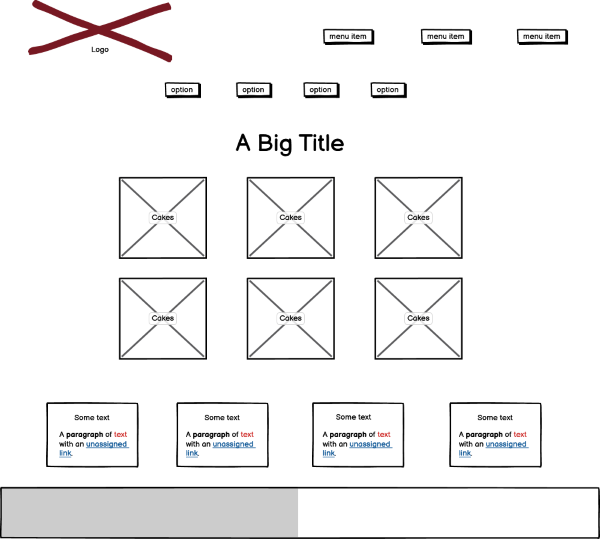 menu item menu item menu item
Logo
option option option option
A Big Title
Cakes Cakes Cakes
Cakes Cakes Cakes
Some text
A paragraph of text
with an unassigned
link.
Some text
A paragraph of text
with an unassigned
link.
Some text
A paragraph of text
with an unassigned
link.
Some text
A paragraph of text
with an unassigned
link.